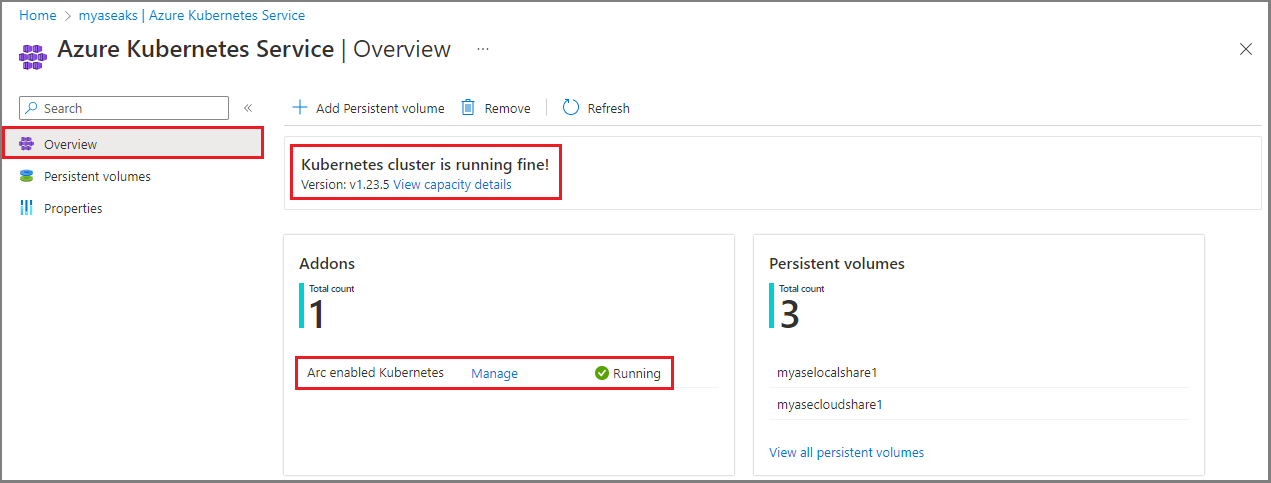 Home > myaseaks | Azure Kubernetes Service
Azure Kubernetes Service | Overview ...
Search «
Add Persistent volume Remove Refresh
Overview
Persistent volumes
Properties
Kubernetes cluster is running fine!
Version: v1.23.5 View capacity details
Addons
Total count
1
Arc enabled Kubernetes Manage Running
Persistent volumes
Total count
3
myaselocalshare1
myasecloudshare1
View all persistent volumes